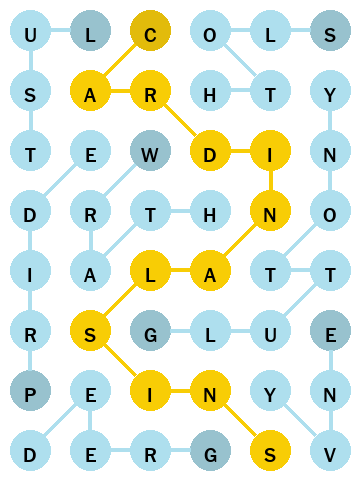 U L C O L S
S A R H T Y
T E W D I N
D R T H N O
I A L A T T
R S G L U E
P E I N Y N
D E R G S V